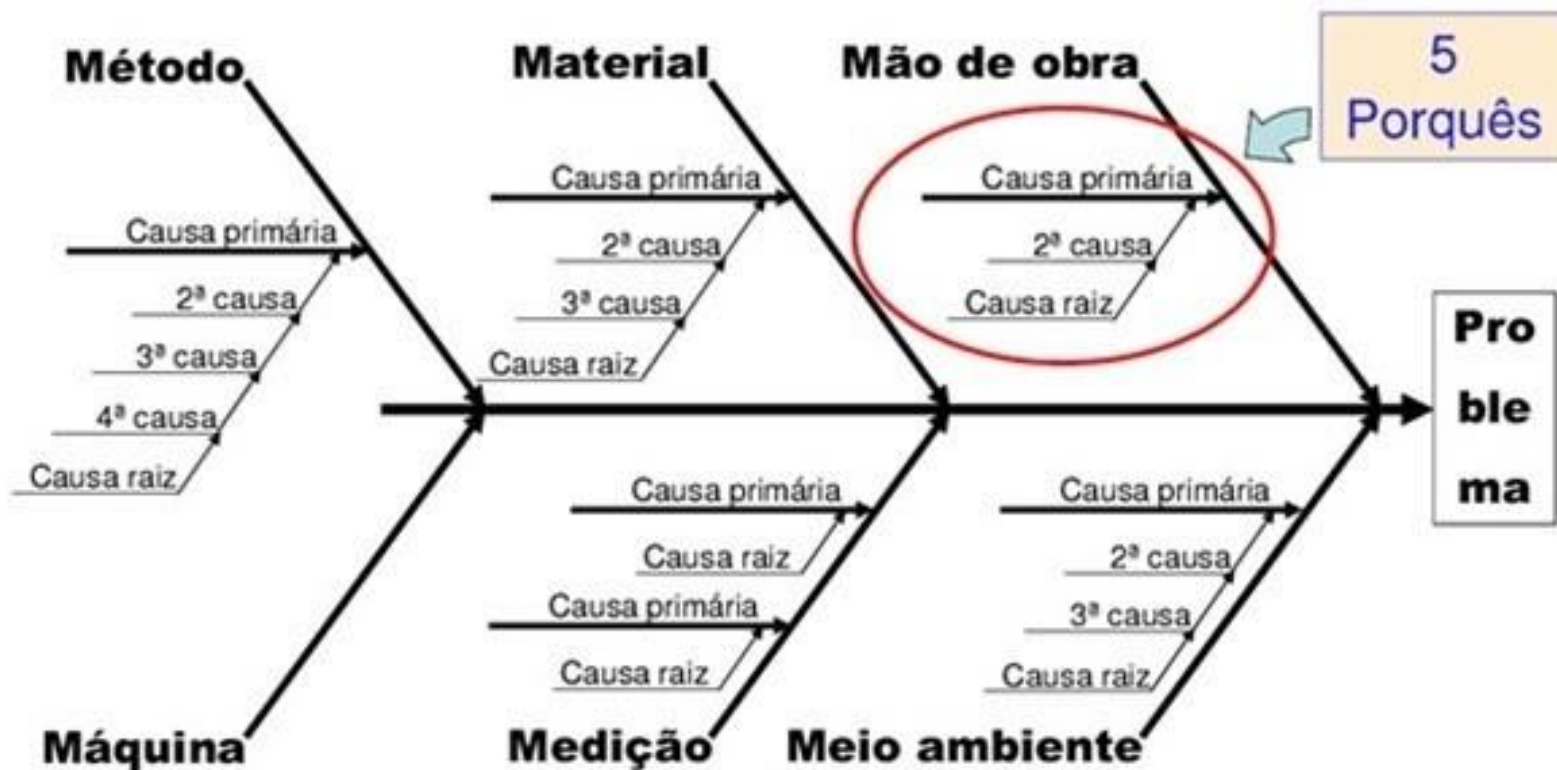 Método
Material
Mão de obra
5
Porquês
Causa primária
2ª causa
3ª causa
4ª causa
Causa raiz
Causa primária
2ª causa
3ª causa
Causa raiz
Causa primária
2ª causa
Causa raiz
Pro
ble
ma
Causa primária
Causa raiz
Causa primária
Causa raiz
Causa primária
2ª causa
3ª causa
Causa raiz
Máquina
Medição
Meio ambiente